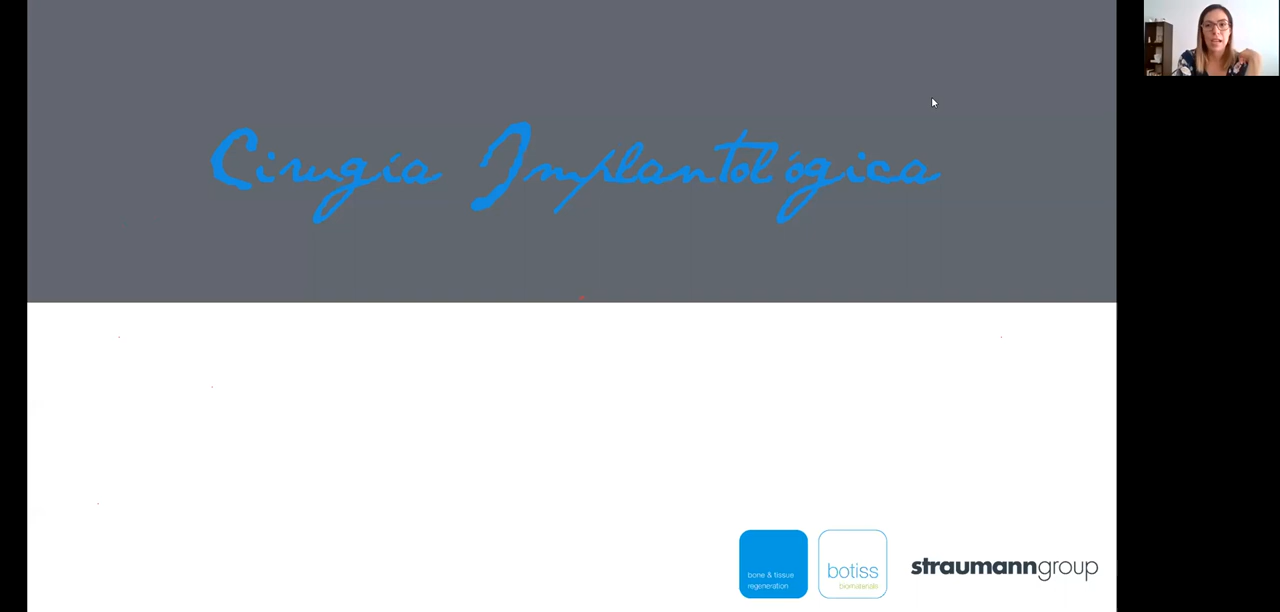 Cirugía Implantológica
bone & tissue
regeneration
botiss
biomaterials
straumanngroup